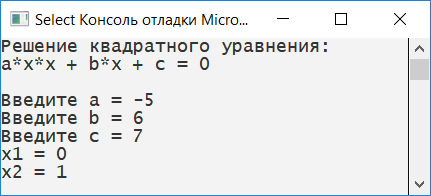 Select Консоль отладки Micro...
Решение квадратного уравнения:
a*x*x + b*x + c = 0
Введите a = -5
Введите b = 6
Введите c = 7
x1 = 0
x2 = 1